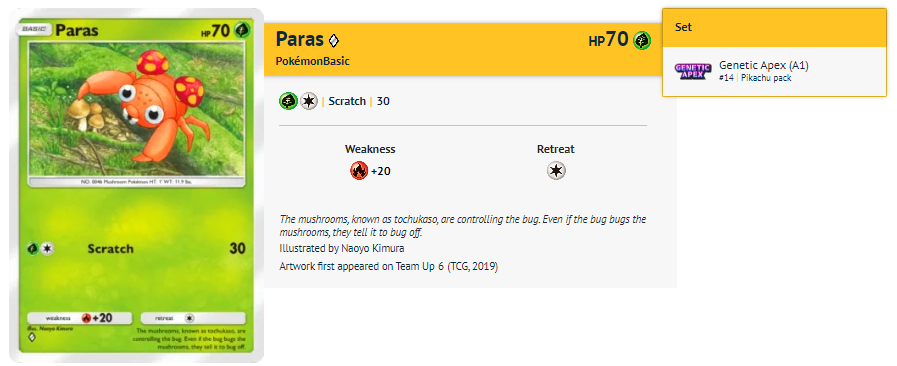 BASIC Paras HP70
NO. 0046 Mushroom Pokémon HT: 1' WT: 11.9 lbs.
Scratch 30
weakness +20 retreat
Illus. Naoyo Kimura
The mushrooms, known as tochukaso, are
controlling the bug. Even if the bug bugs the
mushrooms, they tell it to bug off.
Paras HP70
PokémonBasic
| Scratch | 30
Weakness Retreat
+20
The mushrooms, known as tochukaso, are controlling the bug. Even if the bug bugs the
mushrooms, they tell it to bug off.
Illustrated by Naoyo Kimura
Artwork first appeared on Team Up 6 (TCG, 2019)
Set
GENETIC
APEX
Genetic Apex (A1)
#14 | Pikachu pack